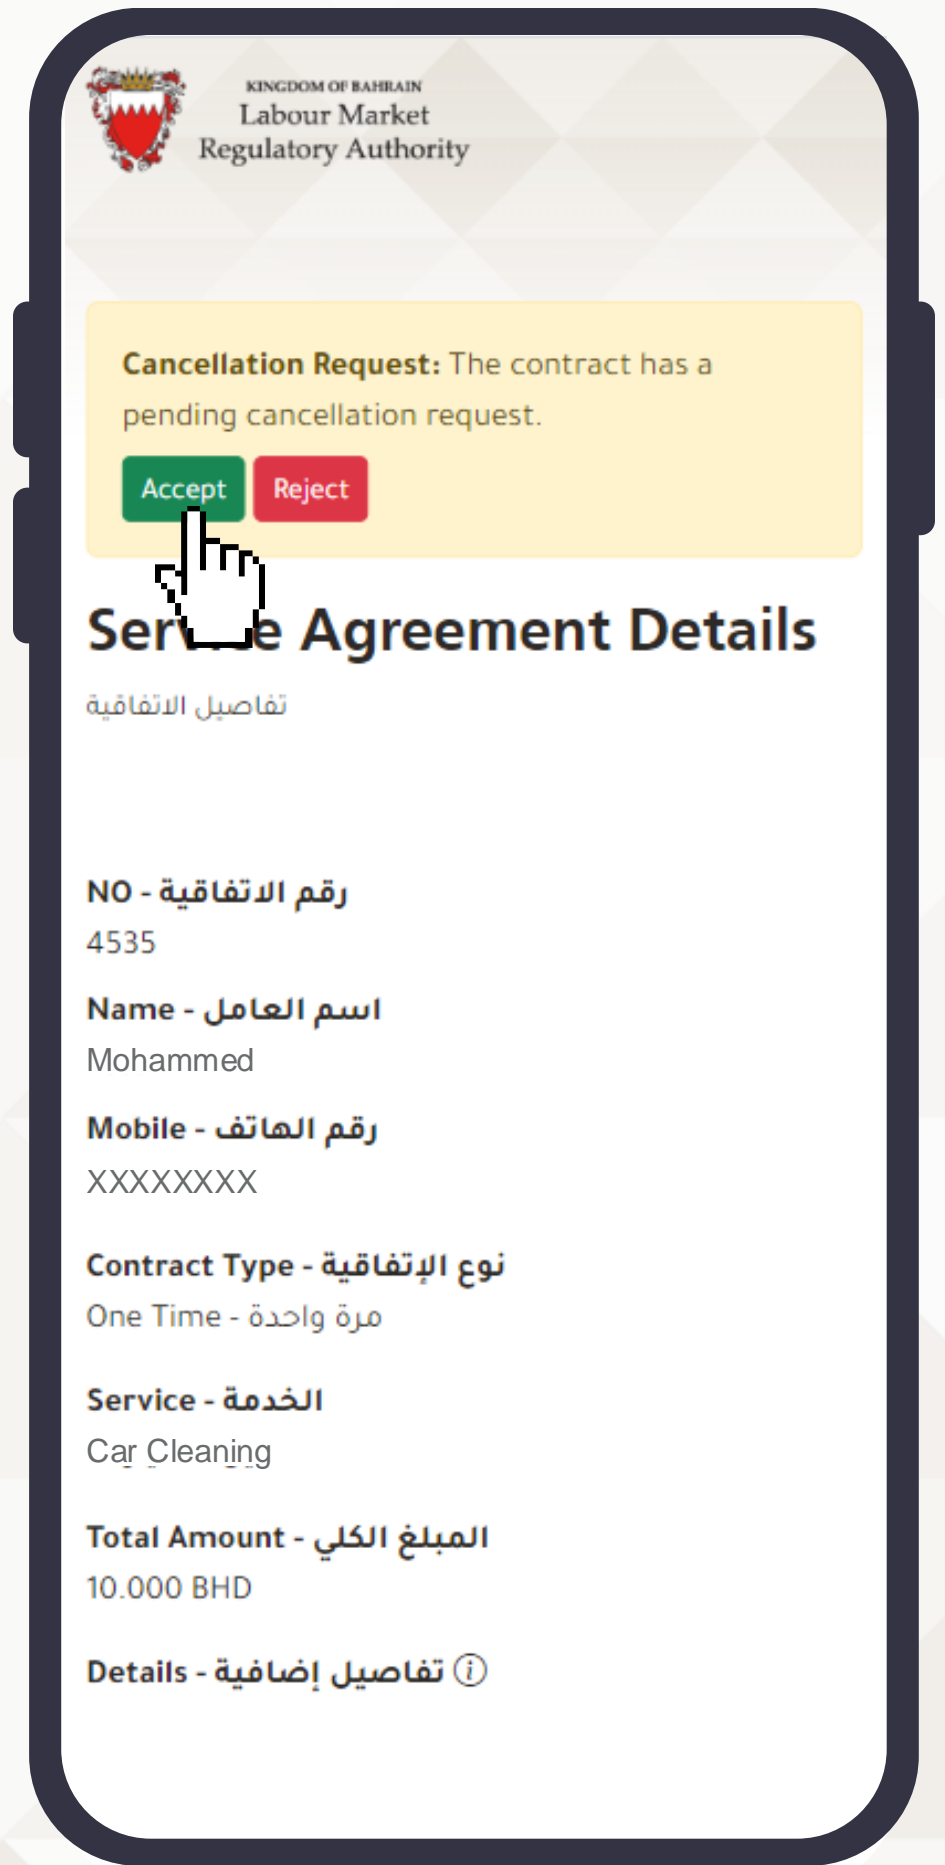 KINGDOM OF BAHRAIN
Labour Market
Regulatory Authority
Cancellation Request: The contract has a
pending cancellation request.
Accept Reject
Service Agreement Details
تفاصيل الاتفاقية
NO - رقم الاتفاقية
4535
Name - اسم العامل
Mohammed
Mobile - رقم الهاتف
XXXXXXXX
Contract Type - نوع الإتفاقية
One Time - مرة واحدة
Service - الخدمة
Car Cleaning
Total Amount - المبلغ الكلي
10.000 BHD
Details - تفاصيل إضافية